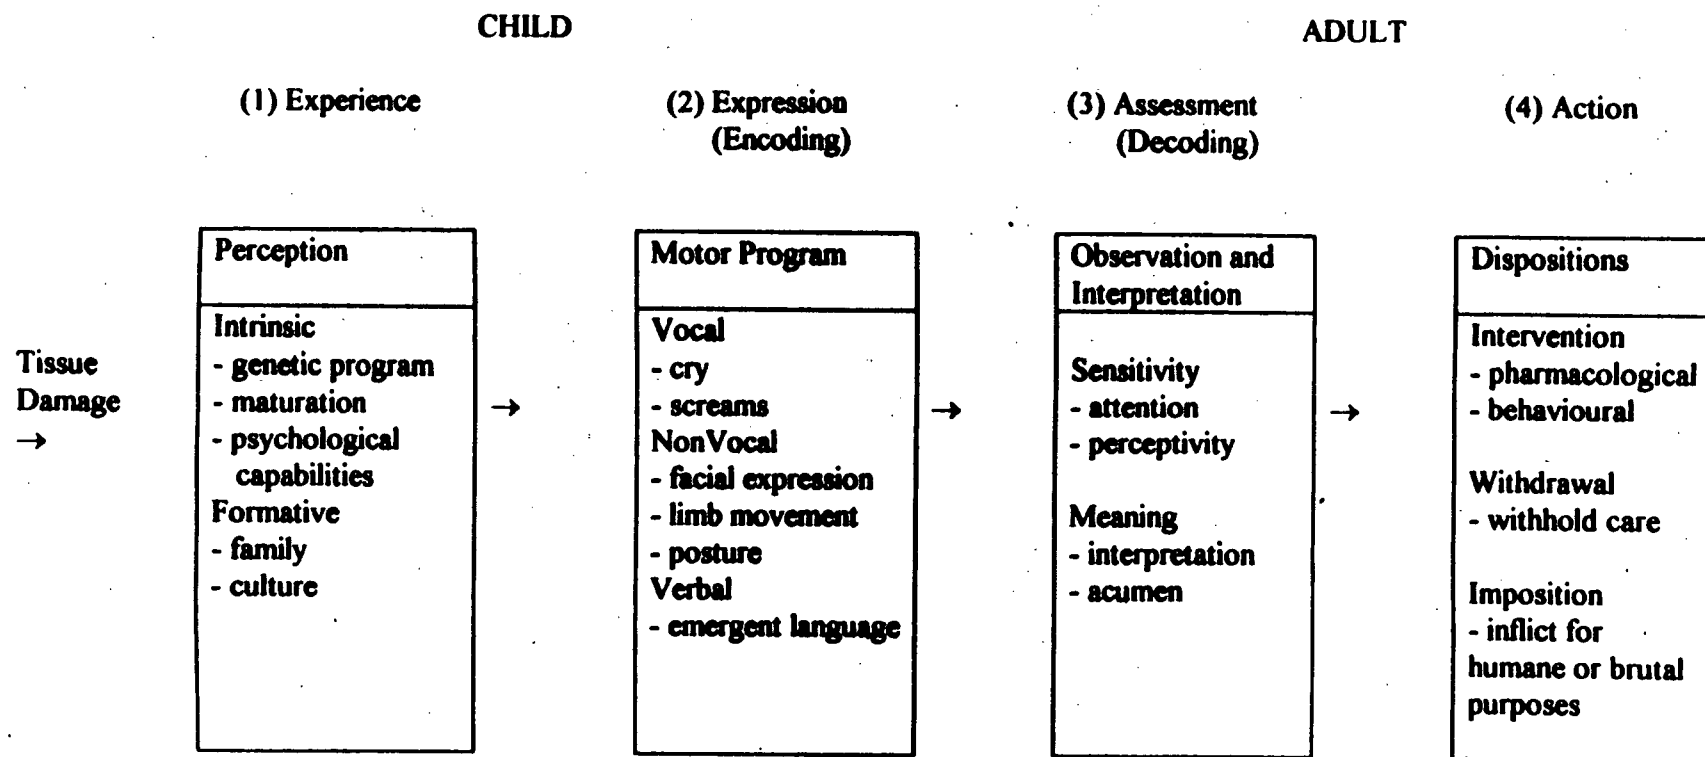 CHILD
ADULT
(1) Experience
(2) Expression
(Encoding)
(3) Assessment
(Decoding)
(4) Action
Tissue
Damage
→
Perception
Intrinsic
- genetic program
- maturation
- psychological
capabilities
Formative
- family
- culture
→
Motor Program
Vocal
- cry
- screams
NonVocal
- facial expression
- limb movement
- posture
Verbal
- emergent language
→
Observation and
Interpretation
Sensitivity
- attention
- perceptivity
Meaning
- interpretation
- acumen
→
Dispositions
Intervention
- pharmacological
- behavioural
Withdrawal
- withhold care
Imposition
- inflict for
humane or brutal
purposes